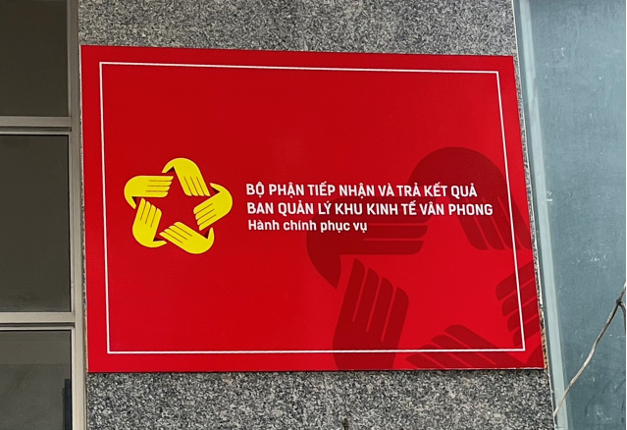 BỘ PHẬN TIẾP NHẬN VÀ TRẢ KẾT QUẢ
BAN QUẢN LÝ KHU KINH TẾ VÂN PHONG
Hành chính phục vụ